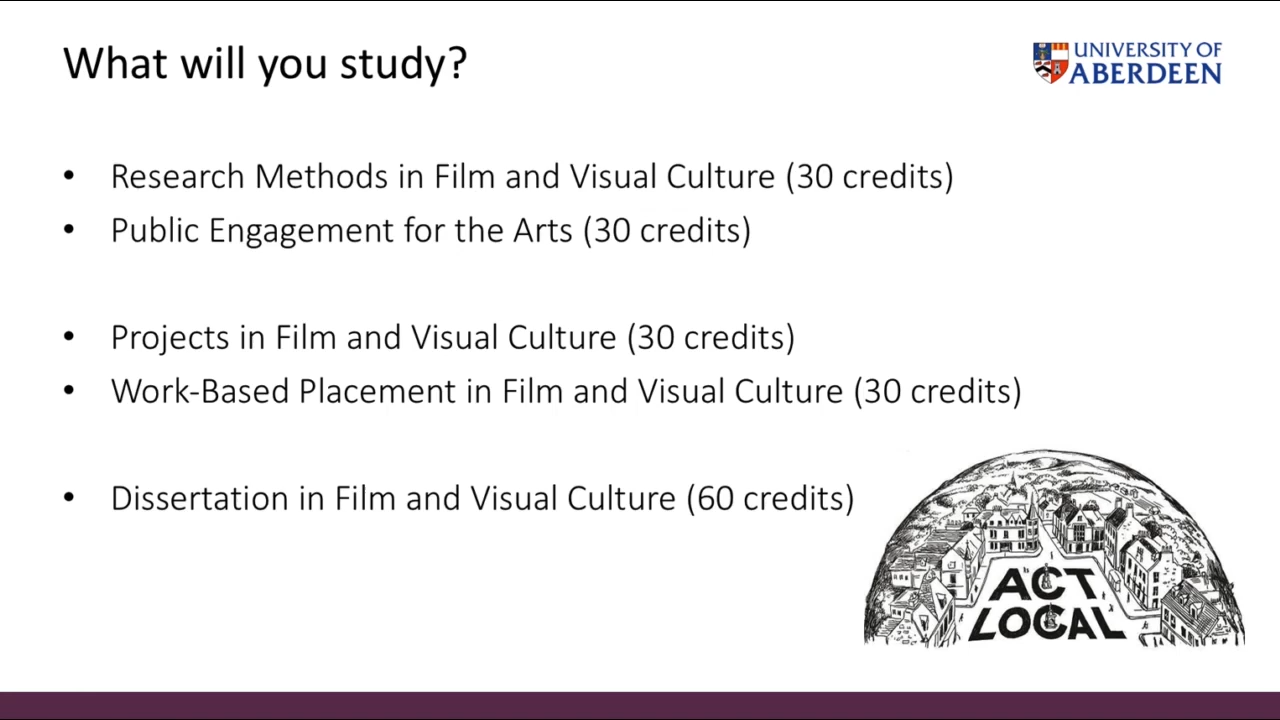 What will you study?
UNIVERSITY OF
ABERDEEN
• Research Methods in Film and Visual Culture (30 credits)
• Public Engagement for the Arts (30 credits)
• Projects in Film and Visual Culture (30 credits)
• Work-Based Placement in Film and Visual Culture (30 credits)
• Dissertation in Film and Visual Culture (60 credits)
ACT
LOCAL